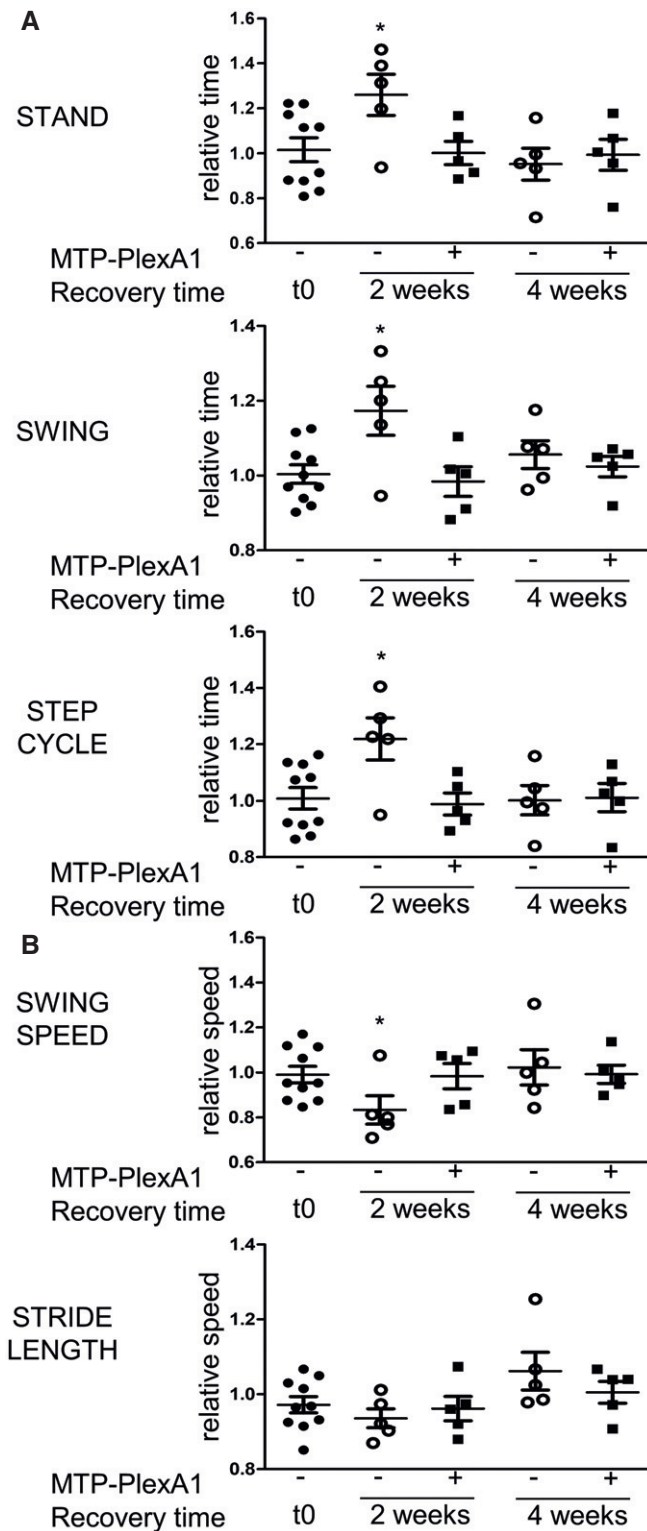 A
STAND
relative time
1.6
1.4
1.2
1.0
0.8
0.6
*
MTP-PlexA1 - - + - +
Recovery time t0 2 weeks 4 weeks
SWING
relative time
1.4
1.2
1.0
0.8
*
MTP-PlexA1 - - + - +
Recovery time t0 2 weeks 4 weeks
STEP
CYCLE
relative time
1.6
1.4
1.2
1.0
0.8
*
MTP-PlexA1 - - + - +
Recovery time t0 2 weeks 4 weeks
B
SWING
SPEED
relative speed
1.6
1.4
1.2
1.0
0.8
0.6
*
MTP-PlexA1 - - + - +
Recovery time t0 2 weeks 4 weeks
STRIDE
LENGTH
relative speed
1.4
1.2
1.0
0.8
MTP-PlexA1 - - + - +
Recovery time t0 2 weeks 4 weeks